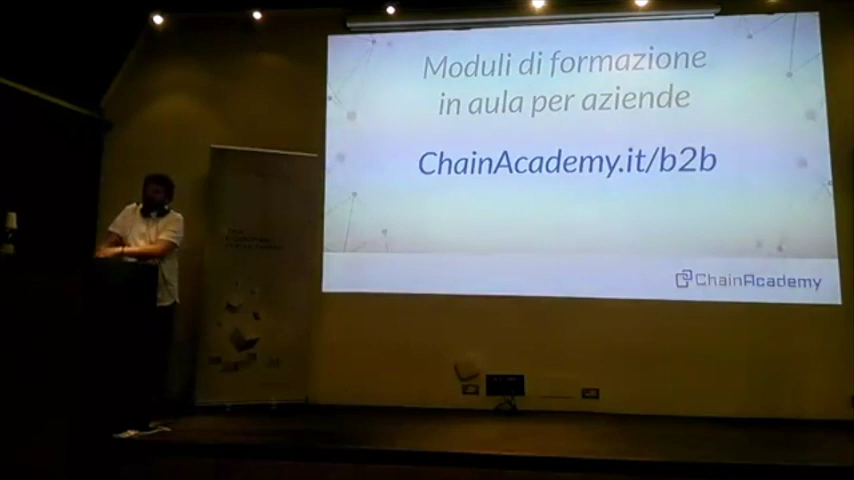 Moduli di formazione
in aula per aziende
ChainAcademy.it/b2b
ChainAcademy